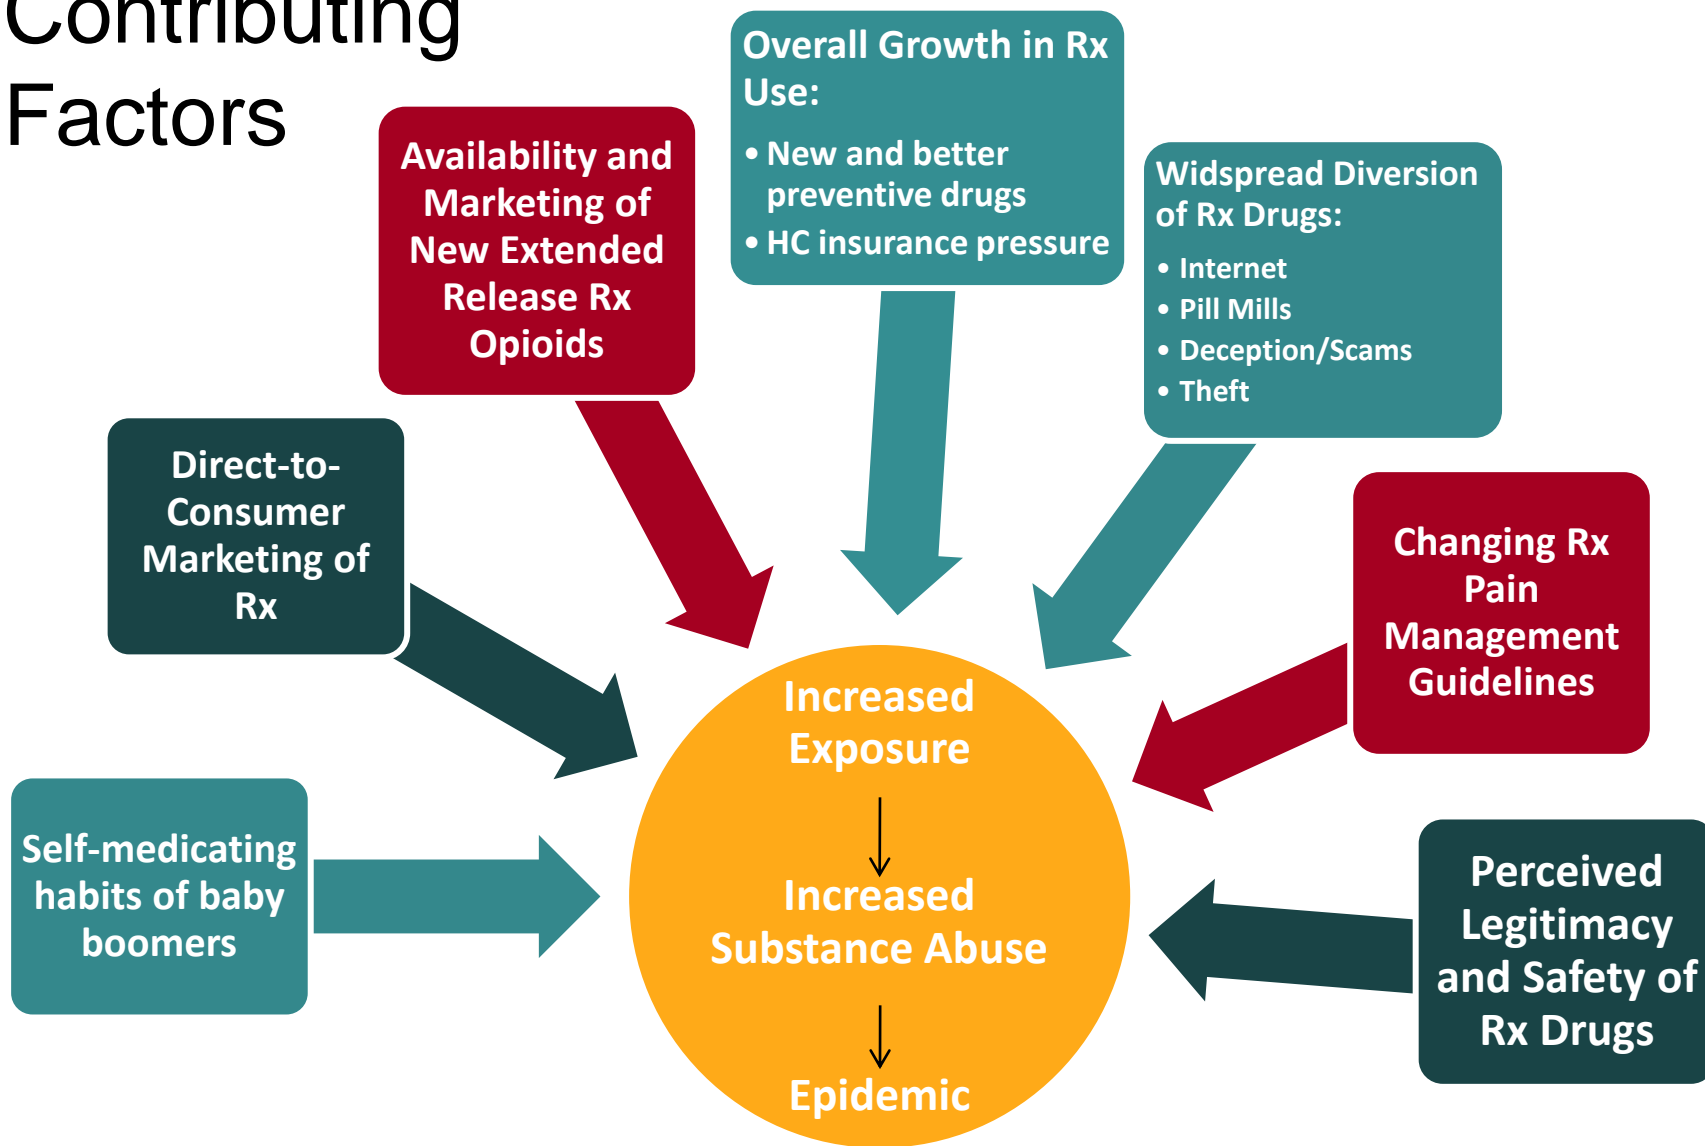 Contributing
Factors
Overall Growth in Rx
Use:
• New and better
preventive drugs
• HC insurance pressure
Availability and
Marketing of
New Extended
Release Rx
Opioids
Widspread Diversion
of Rx Drugs:
• Internet
• Pill Mills
• Deception/Scams
• Theft
Direct-to-
Consumer
Marketing of
Rx
Changing Rx
Pain
Management
Guidelines
Self-medicating
habits of baby
boomers
Perceived
Legitimacy
and Safety of
Rx Drugs
Increased
Exposure
Increased
Substance Abuse
Epidemic